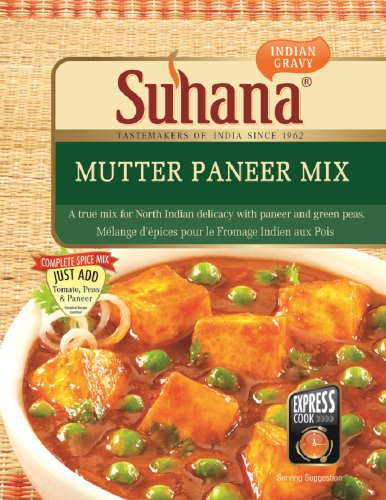 INDIAN
GRAVY
Suhana®
TASTEMAKERS OF INDIA SINCE 1962
MUTTER PANEER MIX
A true mix for North Indian delicacy with paneer and green peas.
Mélange d'épices pour le Fromage Indien aux Pois
COMPLETE SPICE MIX
JUST ADD
Tomato, Peas
& Paneer
EXPRESS
COOK
Serving Suggestion